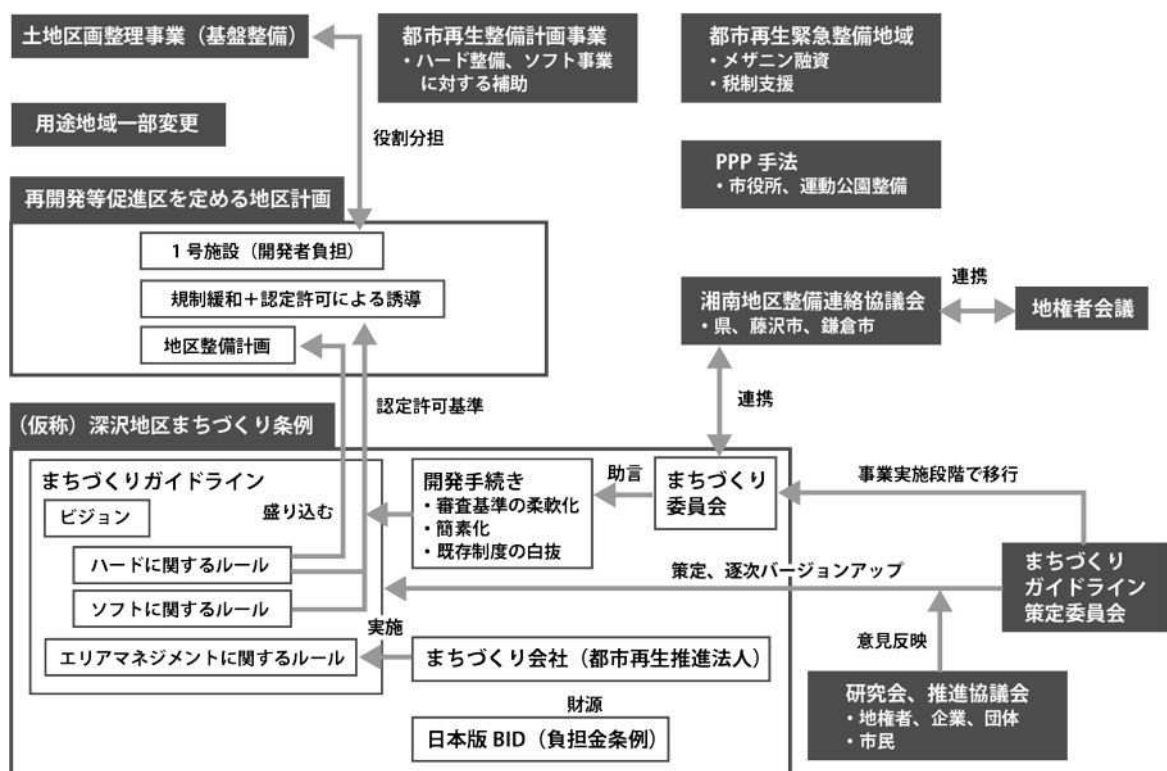 土地区画整理事業（基盤整備）
都市再生整備計画事業
・ハード整備、ソフト事業
に対する補助
都市再生緊急整備地域
・メザニン融資
・税制支援
用途地域一部変更
役割分担
PPP 手法
・市役所、運動公園整備
再開発等促進区を定める地区計画
1 号施設（開発者負担）
規制緩和＋認定許可による誘導
地区整備計画
湘南地区整備連絡協議会
・県、藤沢市、鎌倉市
連携
地権者会議
認定許可基準
連携
（仮称）深沢地区まちづくり条例
まちづくりガイドライン
ビジョン
盛り込む
ハードに関するルール
ソフトに関するルール
エリアマネジメントに関するルール
開発手続き
・審査基準の柔軟化
・簡素化
・既存制度の白抜
助言
まちづくり
委員会
事業実施段階で移行
策定、逐次バージョンアップ
まちづくり
ガイドライン
策定委員会
実施
まちづくり会社（都市再生推進法人）
意見反映
財源
日本版 BID（負担金条例）
研究会、推進協議会
・地権者、企業、団体
・市民